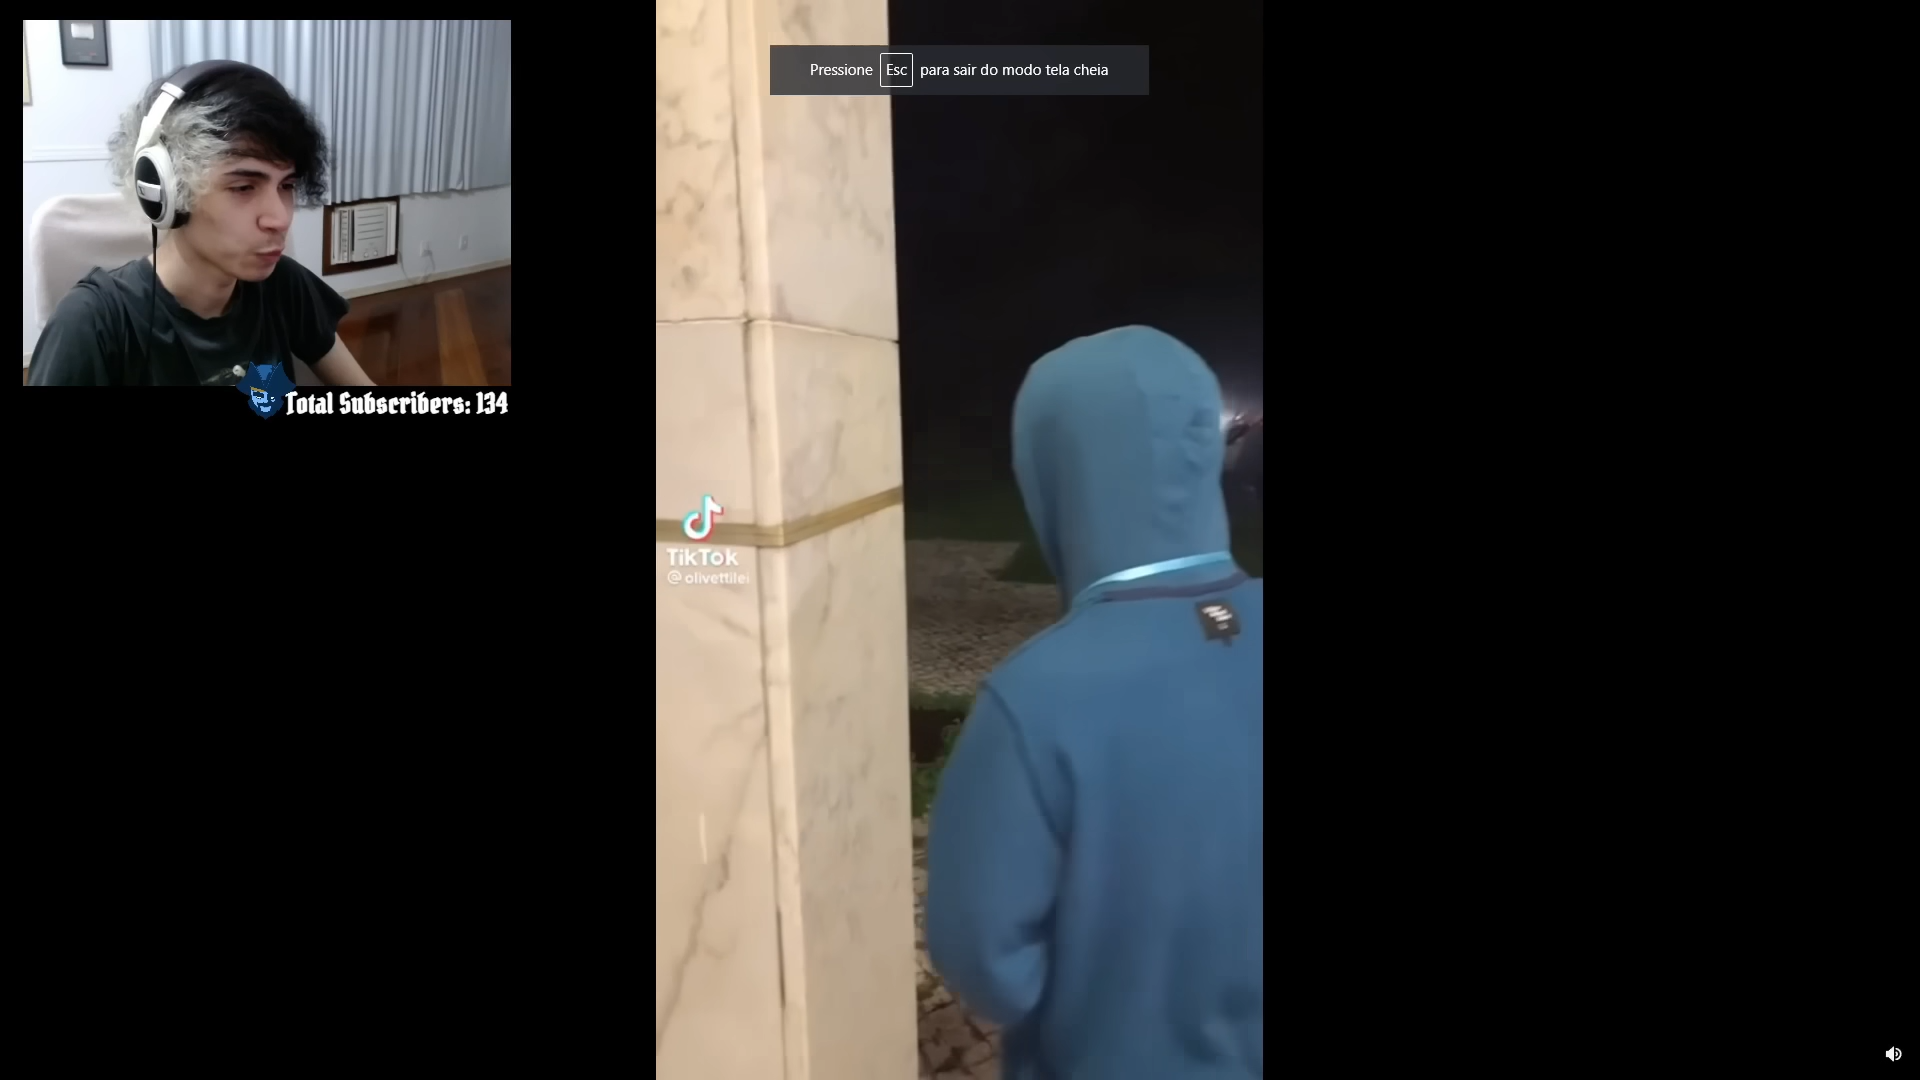 Pressione Esc para sair do modo tela cheia
Total Subscribers: 134
TikTok
@olivettilei